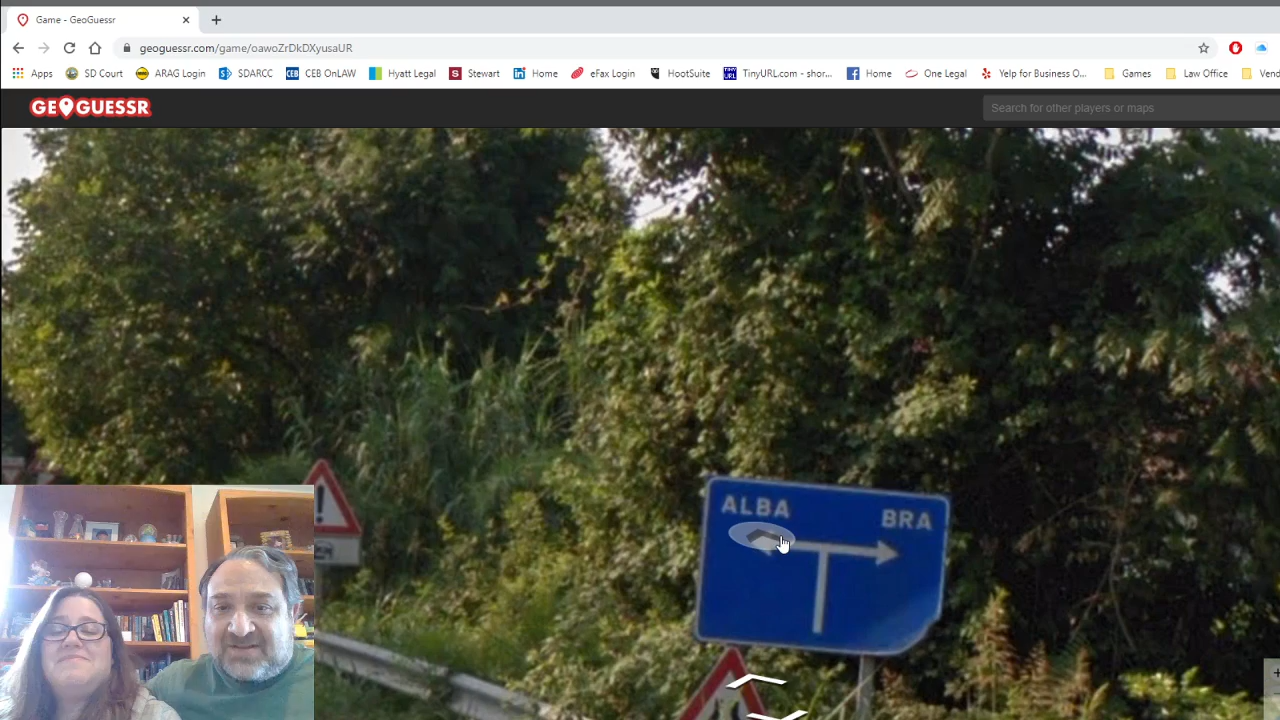 Game - GeoGuessr
geoguessr.com/game/oawoZrDkDXyusaUR
Apps SD Court ARAG Login SDARCC CEB OnLAW Hyatt Legal Stewart Home eFax Login HootSuite TinyURL.com - shor... Home One Legal Yelp for Business O... Games Law Office Vend
GEOGUESSR
Search for other players or maps
ALBA BRA